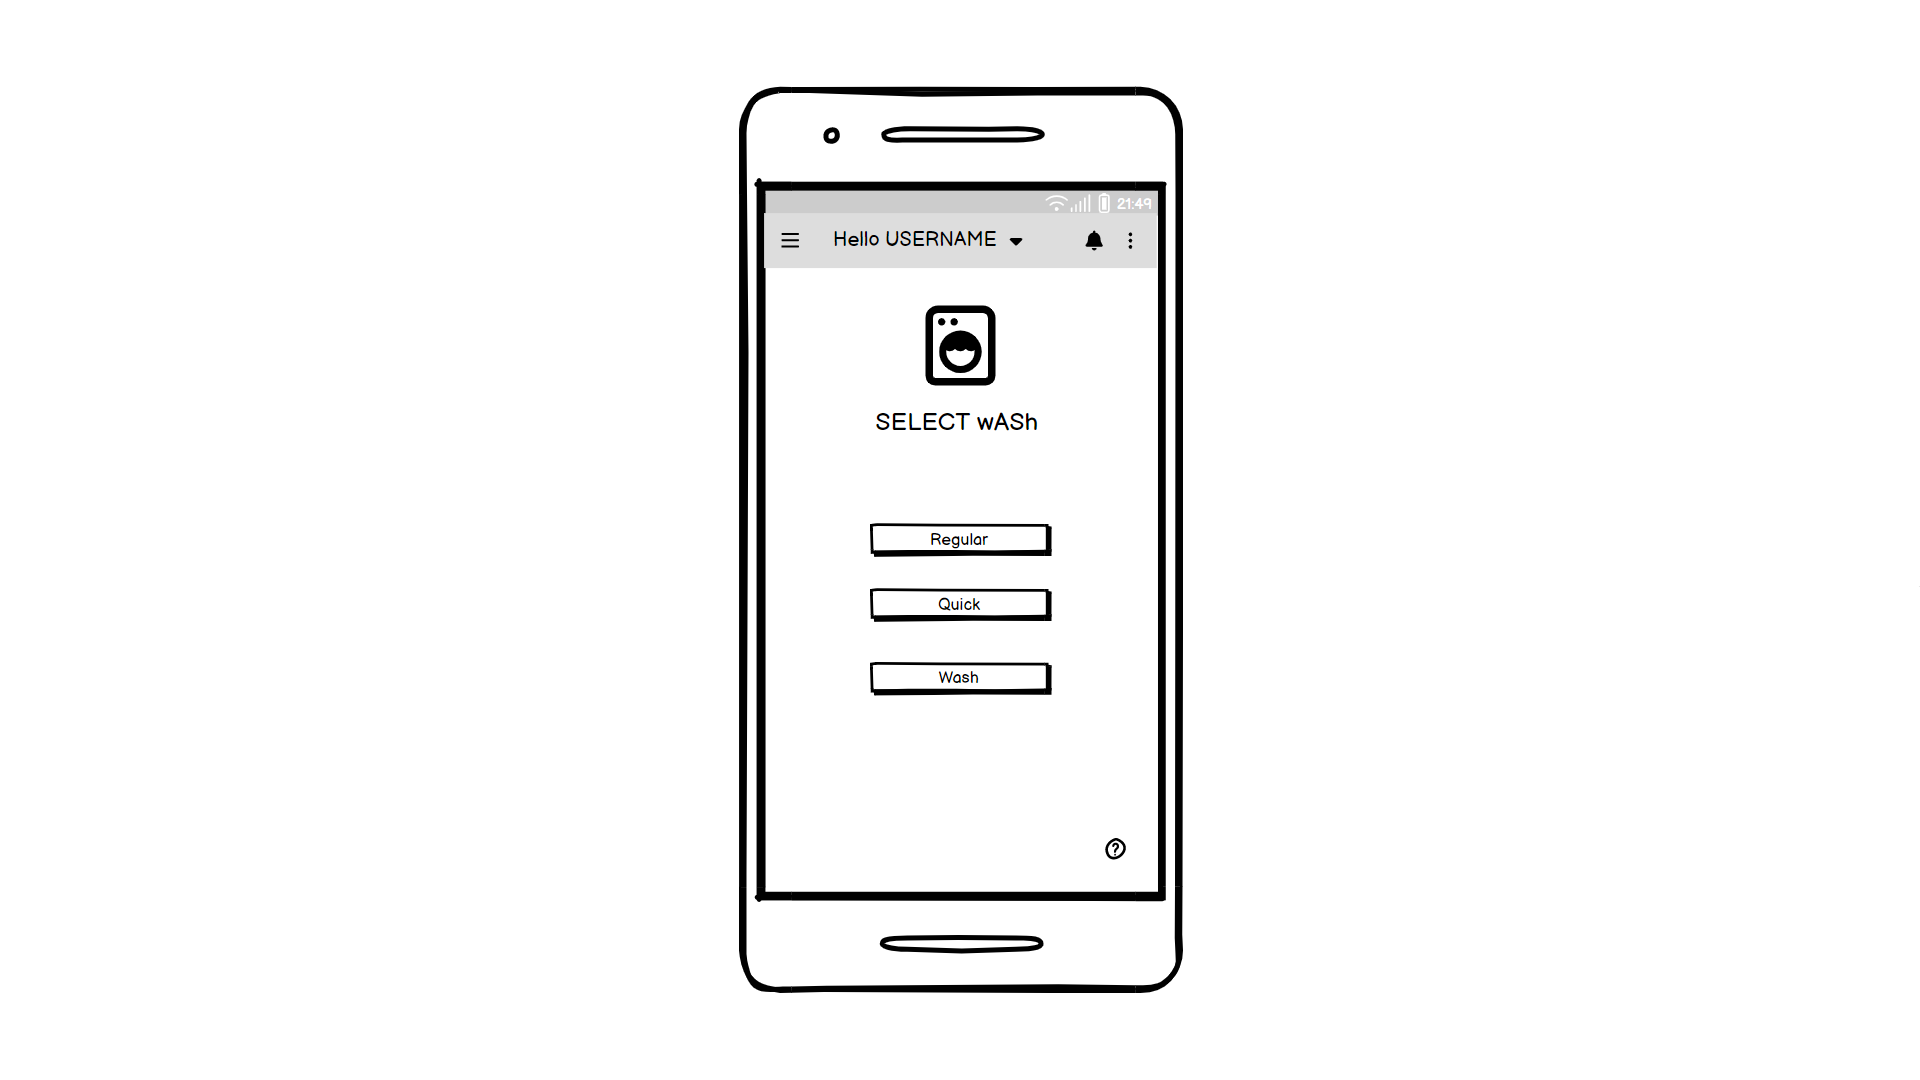 21:49
Hello USERNAME
SELECT wASh
Regular
Quick
Wash
?